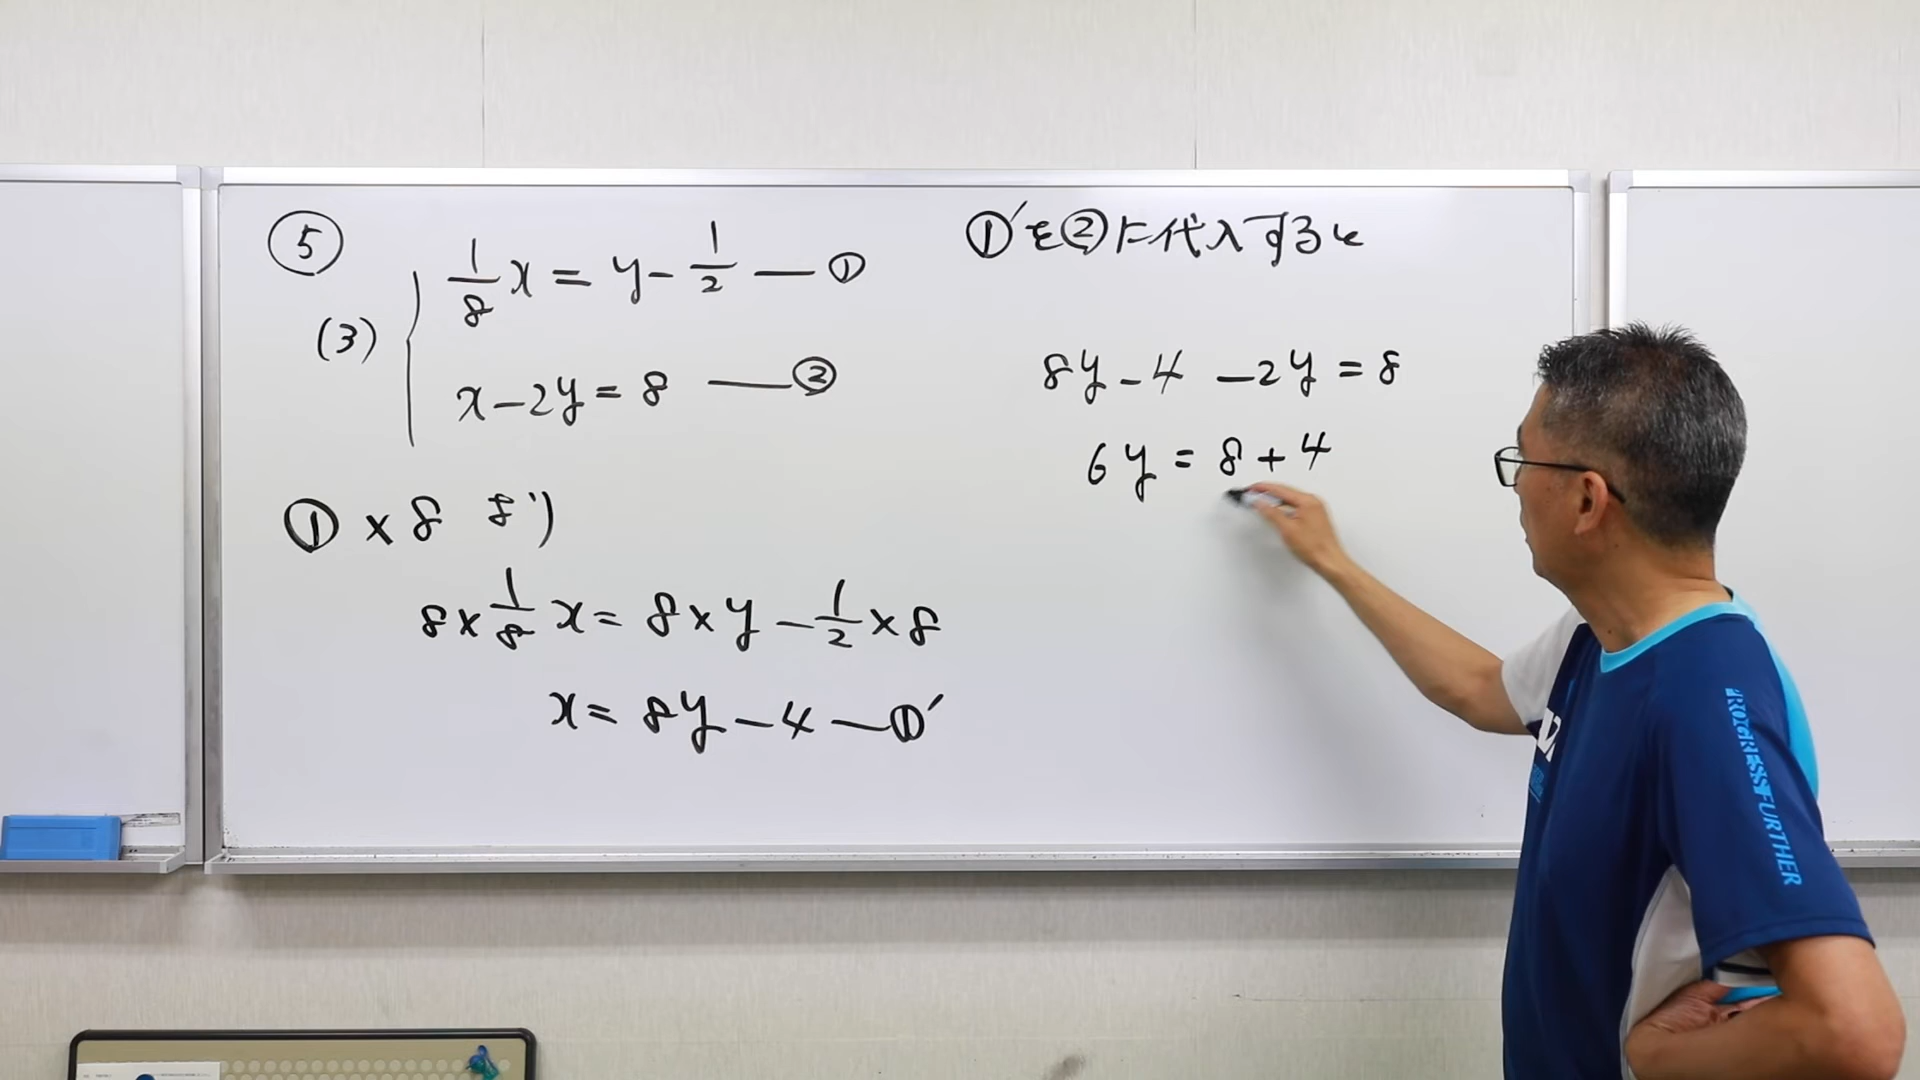 ⑤
(3)
1/8 x = y - 1/2 — ①
x - 2y = 8 — ②
① × 8 より
8 × 1/8 x = 8 × y - 1/2 × 8
x = 8y - 4 — ①′
①′を②に代入すると
8y - 4 - 2y = 8
6y = 8 + 4
PROGRESS FURTHER